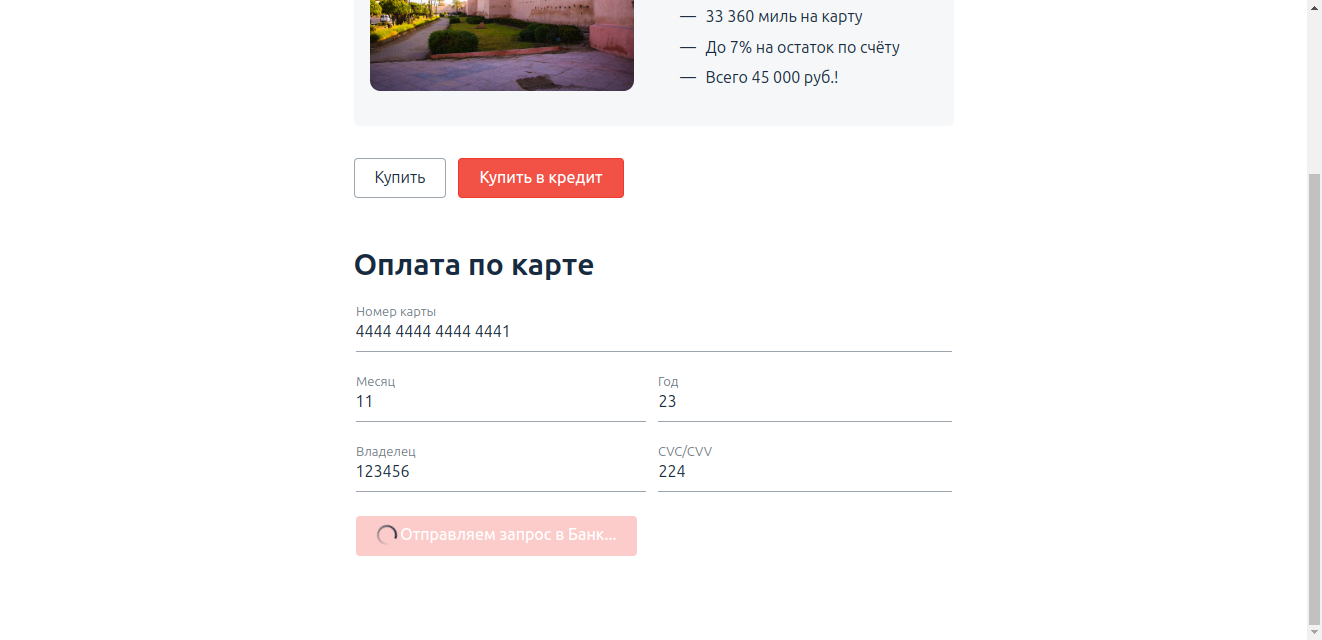 — 33 360 миль на карту
— До 7% на остаток по счёту
— Всего 45 000 руб.!
Купить
Купить в кредит
Оплата по карте
Номер карты
4444 4444 4444 4441
Месяц
Год
11
23
Владелец
CVC/CVV
123456
224
Отправляем запрос в Банк...